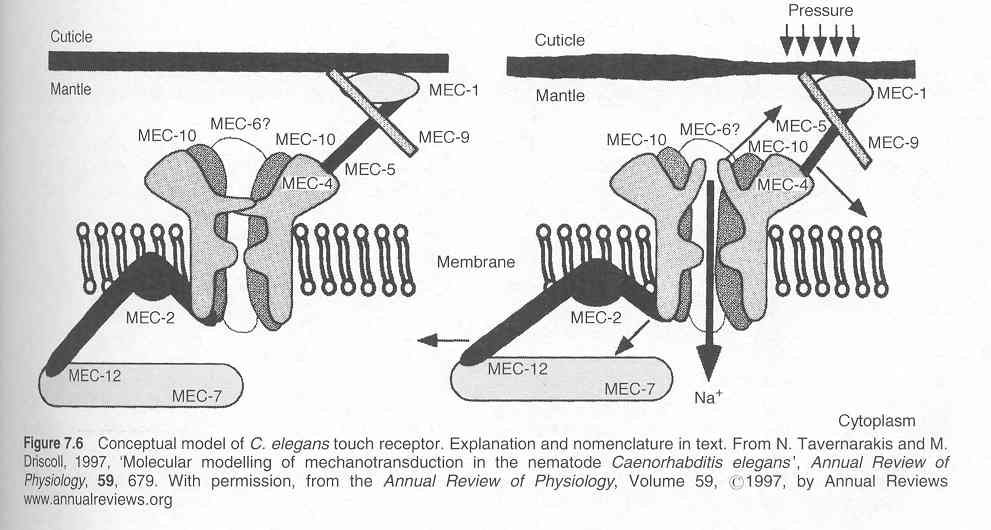 Cuticle
Mantle
MEC-1
MEC-6?
MEC-10
MEC-10
MEC-9
MEC-5
MEC-4
MEC-2
MEC-12
MEC-7
Membrane
Pressure
Cuticle
Mantle
MEC-1
MEC-6?
MEC-5
MEC-10
MEC-10
MEC-9
MEC-4
MEC-2
MEC-12
MEC-7
Na+
Cytoplasm
Figure 7.6 Conceptual model of C. elegans touch receptor. Explanation and nomenclature in text. From N. Tavernarakis and M.
Driscoll, 1997, 'Molecular modelling of mechanotransduction in the nematode Caenorhabditis elegans', Annual Review of
Physiology, 59, 679. With permission, from the Annual Review of Physiology, Volume 59, ©1997, by Annual Reviews
www.annualreviews.org